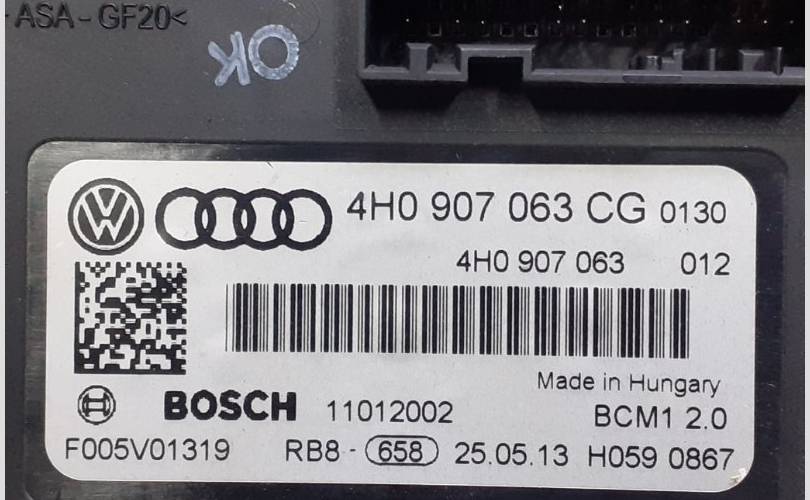 ASA-GF20<
OK
4H0 907 063 CG 0130
4H0 907 063 012
Made in Hungary
BOSCH 11012002 BCM1 2.0
F005V01319 RB8- 658 25.05.13 H059 0867